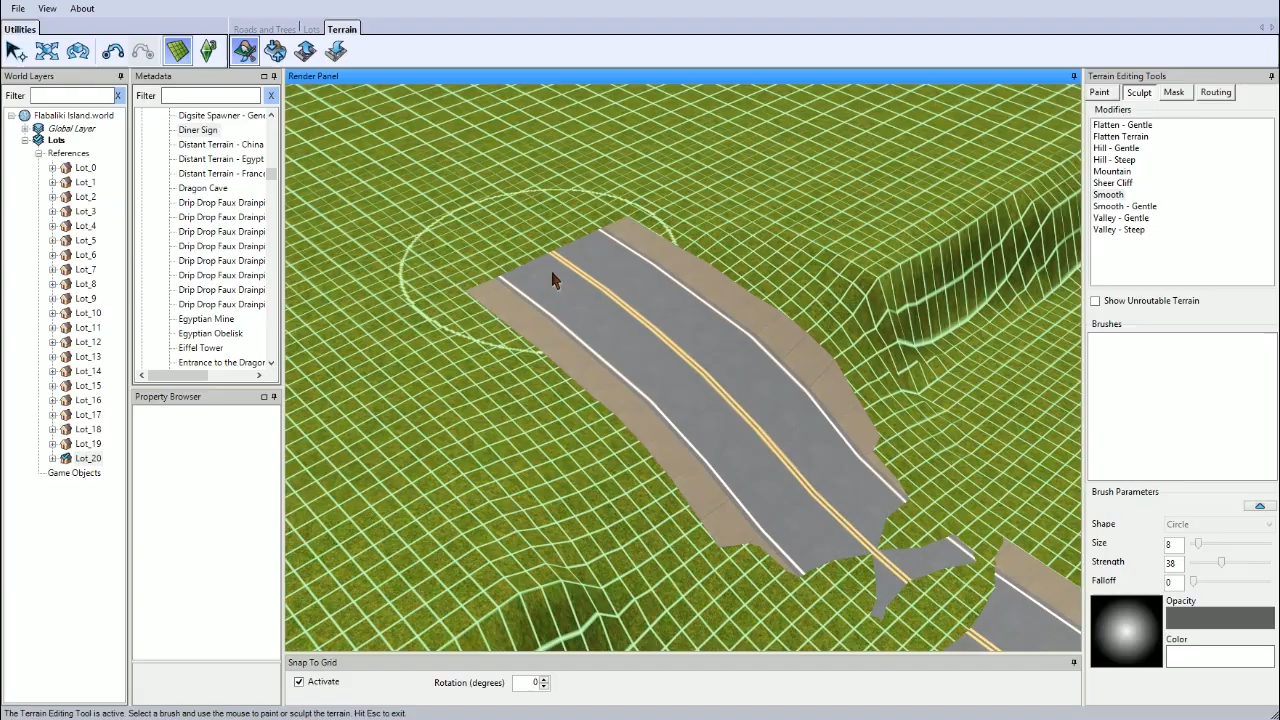 File View About
Utilities
Roads and Trees Lots Terrain
World Layers
Filter X
Flabaliki Island.world
Global Layer
Lots
References
Lot_0
Lot_1
Lot_2
Lot_3
Lot_4
Lot_5
Lot_6
Lot_7
Lot_8
Lot_9
Lot_10
Lot_11
Lot_12
Lot_13
Lot_14
Lot_15
Lot_16
Lot_17
Lot_18
Lot_19
Lot_20
Game Objects
Metadata
Filter X
Digsite Spawner - Gene
Diner Sign
Distant Terrain - China
Distant Terrain - Egypt
Distant Terrain - France
Dragon Cave
Drip Drop Faux Drainpi
Drip Drop Faux Drainpi
Drip Drop Faux Drainpi
Drip Drop Faux Drainpi
Drip Drop Faux Drainpi
Drip Drop Faux Drainpi
Drip Drop Faux Drainpi
Drip Drop Faux Drainpi
Egyptian Mine
Egyptian Obelisk
Eiffel Tower
Entrance to the Dragor
Property Browser
Render Panel
Snap To Grid
Activate
Rotation (degrees) 0
Terrain Editing Tools
Paint Sculpt Mask Routing
Modifiers
Flatten - Gentle
Flatten Terrain
Hill - Gentle
Hill - Steep
Mountain
Sheer Cliff
Smooth
Smooth - Gentle
Valley - Gentle
Valley - Steep
Show Unroutable Terrain
Brushes
Brush Parameters
Shape Circle
Size 8
Strength 38
Falloff 0
Opacity
Color
The Terrain Editing Tool is active. Select a brush and use the mouse to paint or sculpt the terrain. Hit Esc to exit.